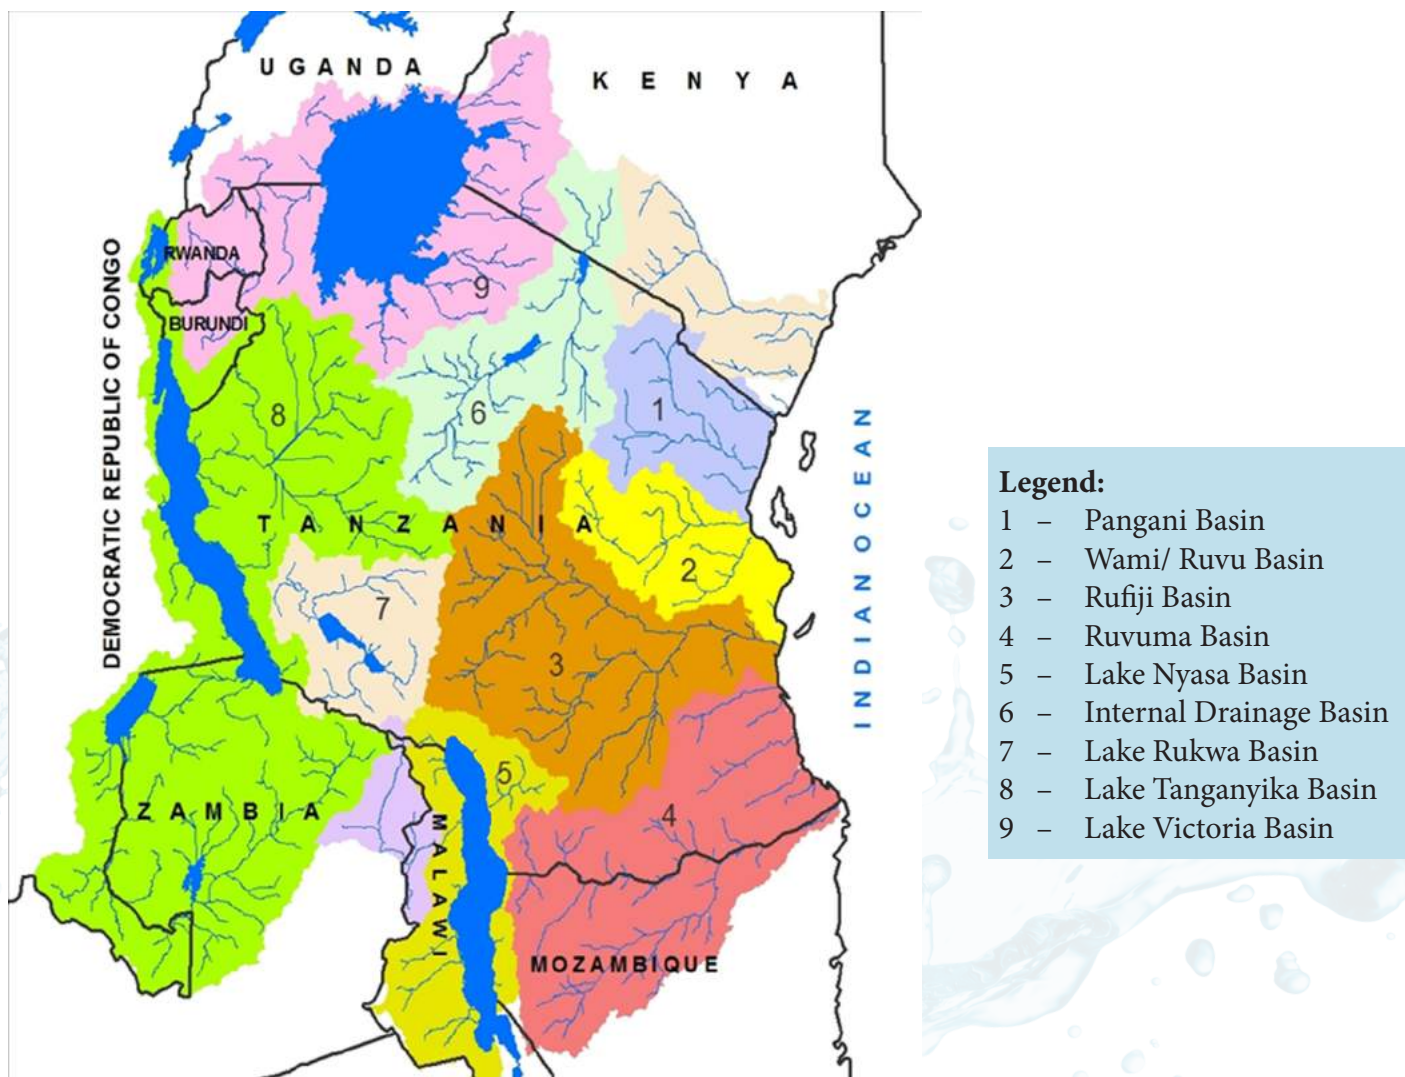 UGANDA
KENYA
DEMOCRATIC REPUBLIC OF CONGO
RWANDA
BURUNDI
9
8
6
1
TANZANIA
INDIAN OCEAN
2
7
3
5
4
ZAMBIA
MALAWI
MOZAMBIQUE
Legend:
1 – Pangani Basin
2 – Wami/ Ruvu Basin
3 – Rufiji Basin
4 – Ruvuma Basin
5 – Lake Nyasa Basin
6 – Internal Drainage Basin
7 – Lake Rukwa Basin
8 – Lake Tanganyika Basin
9 – Lake Victoria Basin